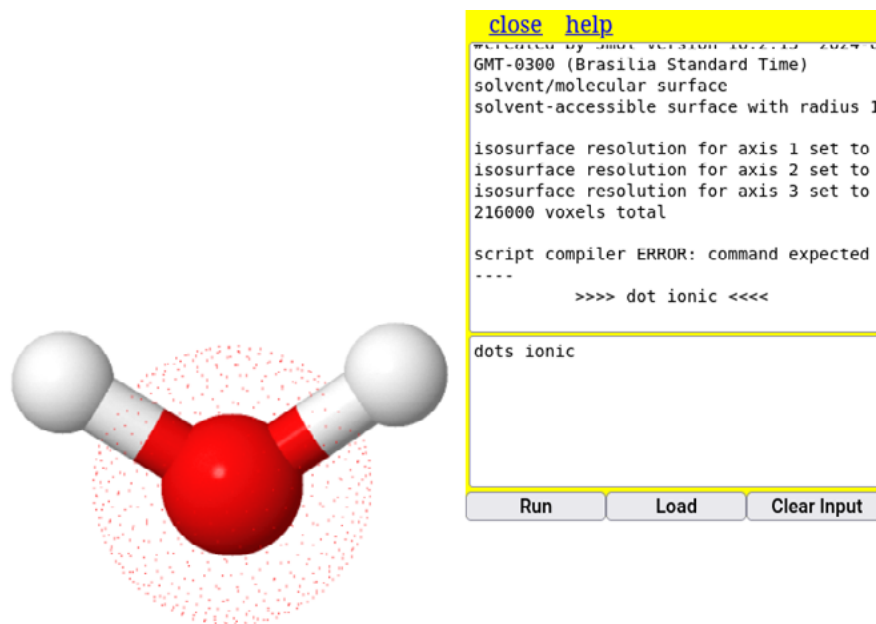 close help
GMT-0300 (Brasilia Standard Time)
solvent/molecular surface
solvent-accessible surface with radius 1
isosurface resolution for axis 1 set to
isosurface resolution for axis 2 set to
isosurface resolution for axis 3 set to
216000 voxels total
script compiler ERROR: command expected
----
>>>> dot ionic <<<<
dots ionic
Run Load Clear Input